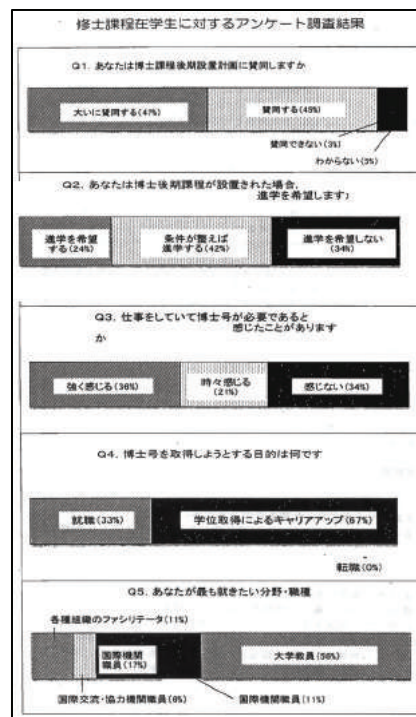 修士課程在学生に対するアンケート調査結果
Q1. あなたは博士課程後期設置計画に賛同しますか
大いに賛同する(47%)
賛同する(45%)
賛同できない(3%)
わからない(5%)
Q2. あなたは博士後期課程が設置された場合,
進学を希望します
進学を希望
する(24%)
条件が整えば
進学する(42%)
進学を希望しない
(34%)
Q3. 仕事をしていて博士号が必要であると
感じたことがあります
か
強く感じる(36%)
時々感じる
(21%)
感じない(34%)
Q4. 博士号を取得しようとする目的は何です
就職(33%)
学位取得によるキャリアアップ(67%)
転職(0%)
Q5. あなたが最も就きたい分野・職種
各種組織のファシリテータ(11%)
国際機関
職員(17%)
大学教員(56%)
国際交流・協力機関職員(6%)
国際機関職員(11%)